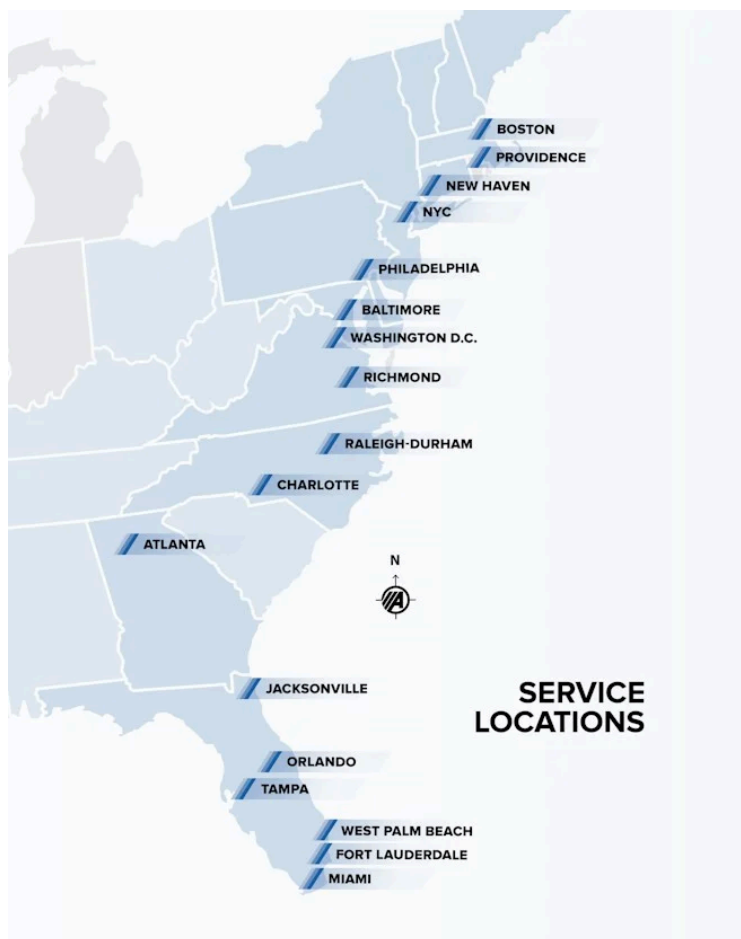 BOSTON
PROVIDENCE
NEW HAVEN
NYC
PHILADELPHIA
BALTIMORE
WASHINGTON D.C.
RICHMOND
RALEIGH-DURHAM
CHARLOTTE
ATLANTA
N
A
JACKSONVILLE
SERVICE
LOCATIONS
ORLANDO
TAMPA
WEST PALM BEACH
FORT LAUDERDALE
MIAMI